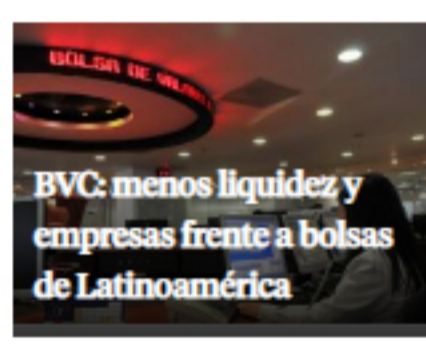 BOLSA DE VALORES
BVC: menos liquidez y
empresas frente a bolsas
de Latinoamérica